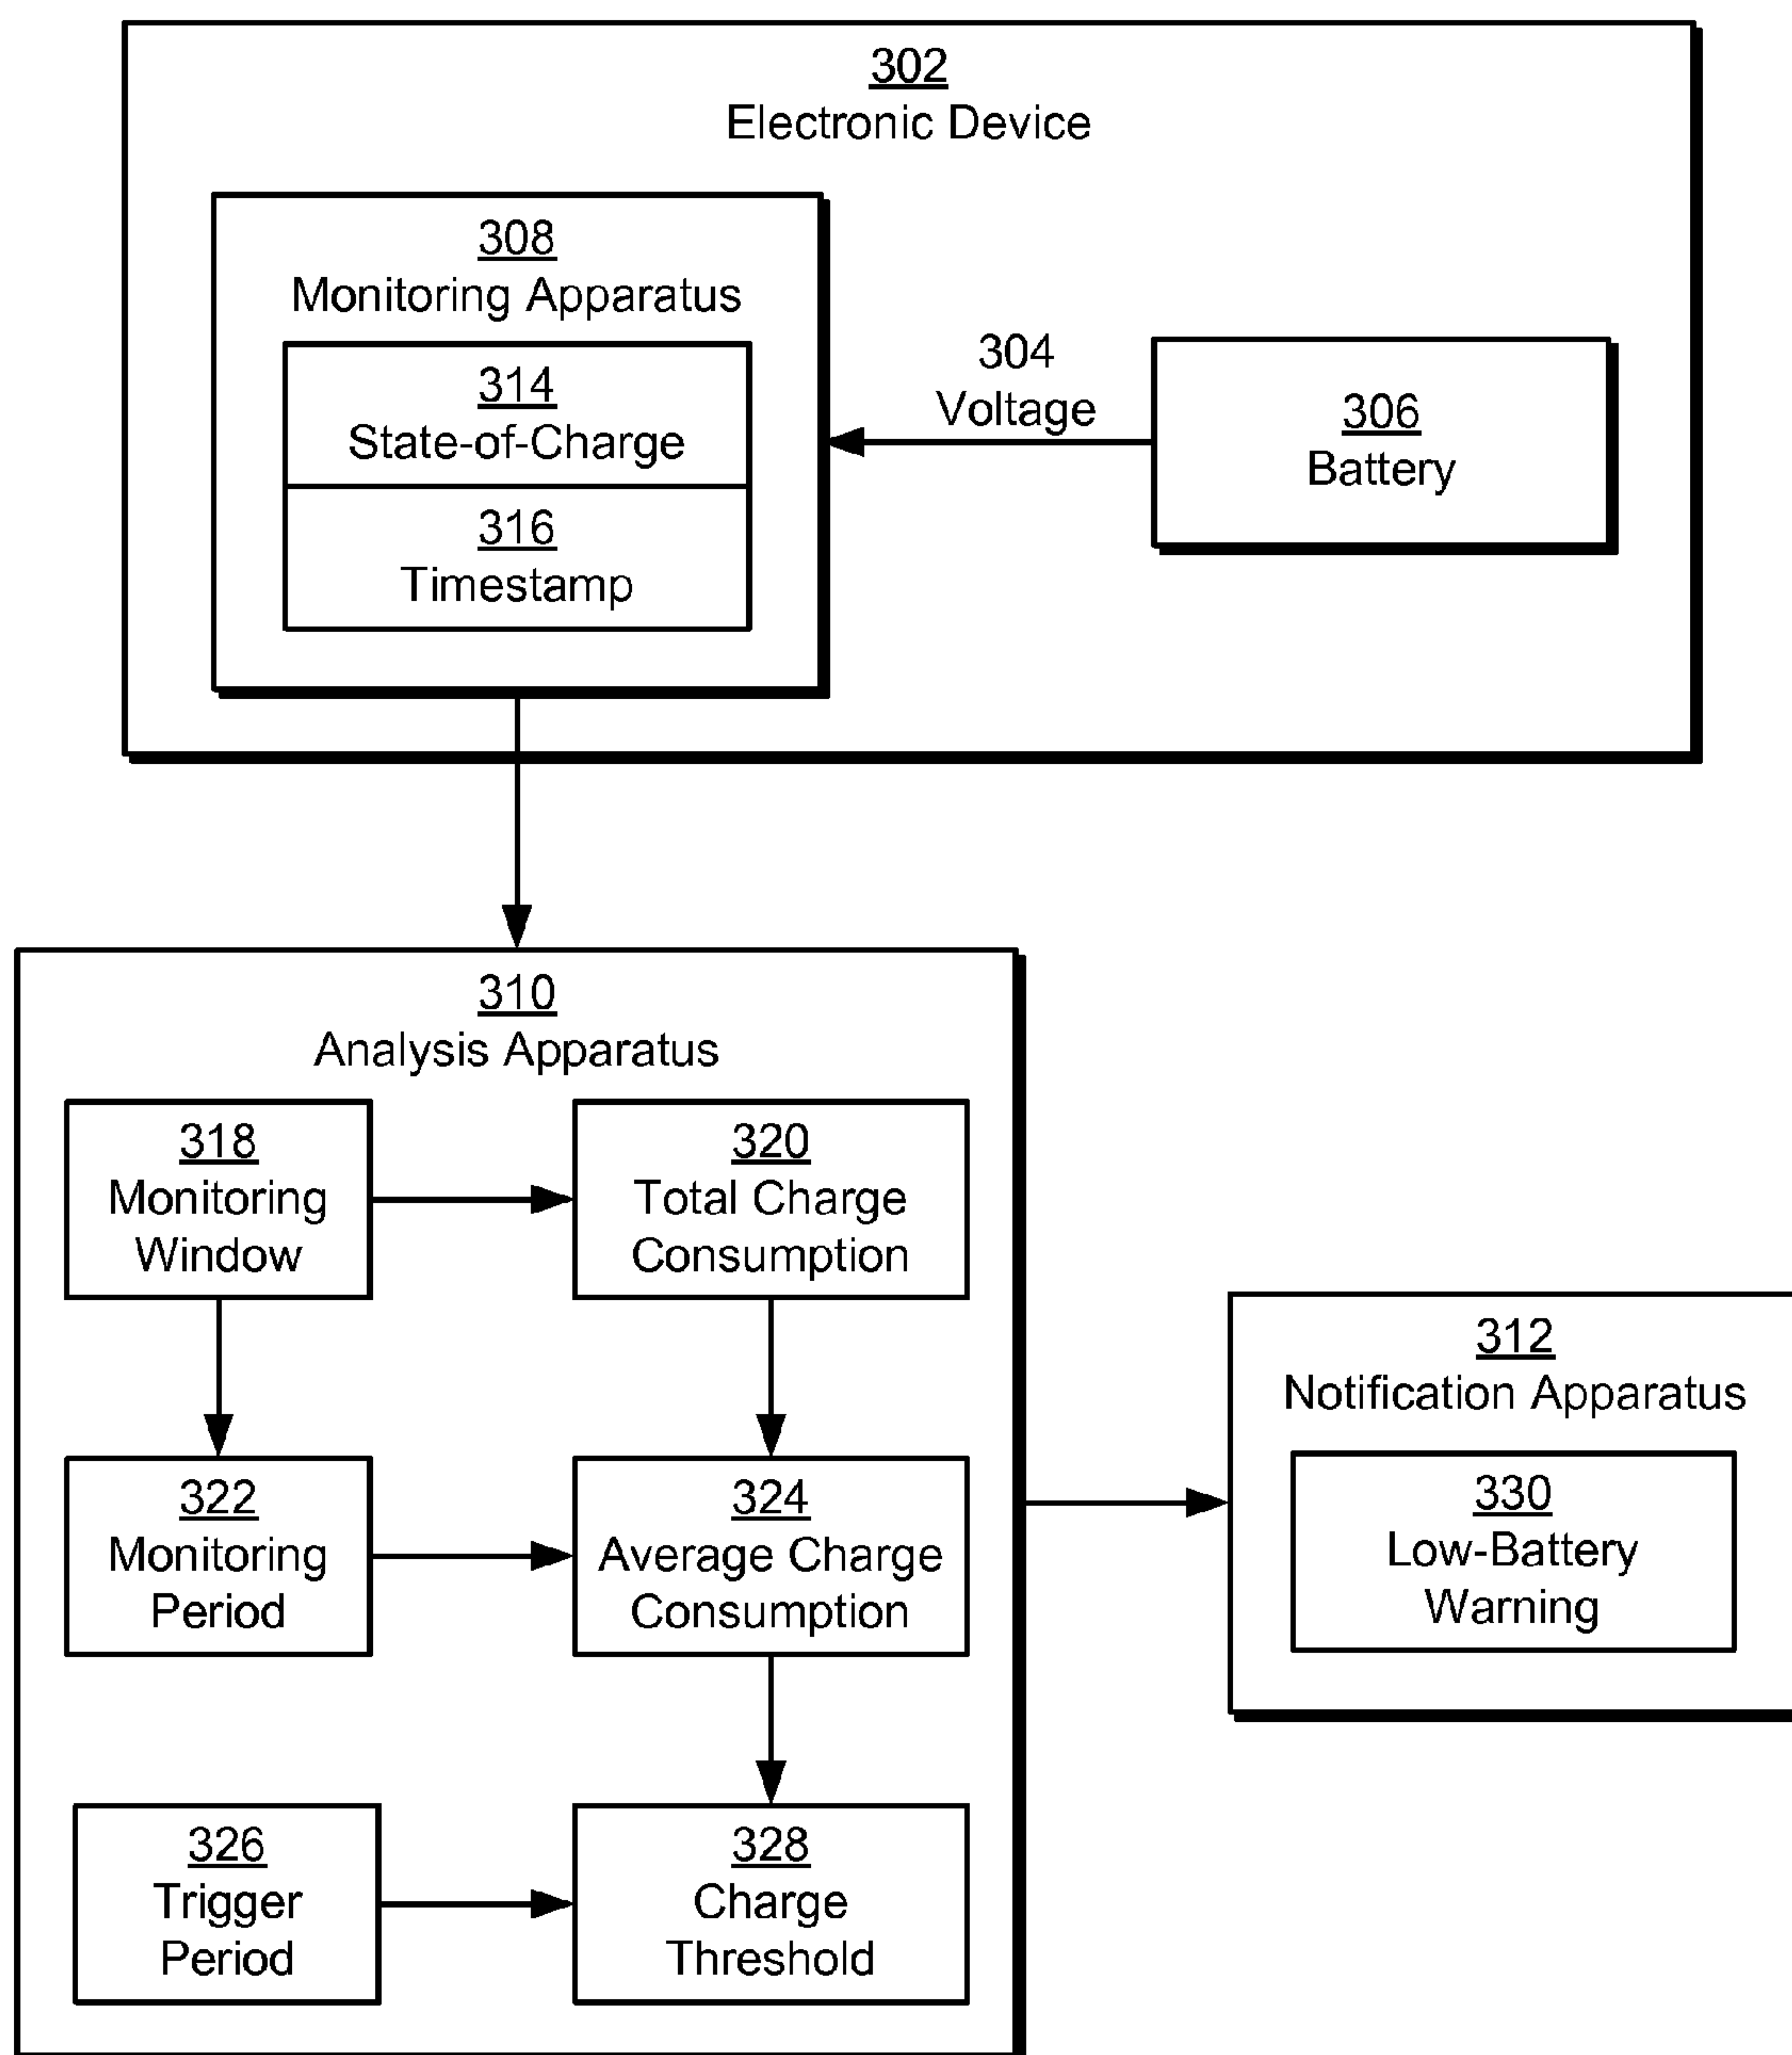 302
Electronic Device
308
Monitoring Apparatus
314
State-of-Charge
316
Timestamp
304
Voltage
306
Battery
310
Analysis Apparatus
318
Monitoring
Window
320
Total Charge
Consumption
322
Monitoring
Period
324
Average Charge
Consumption
326
Trigger
Period
328
Charge
Threshold
312
Notification Apparatus
330
Low-Battery
Warning